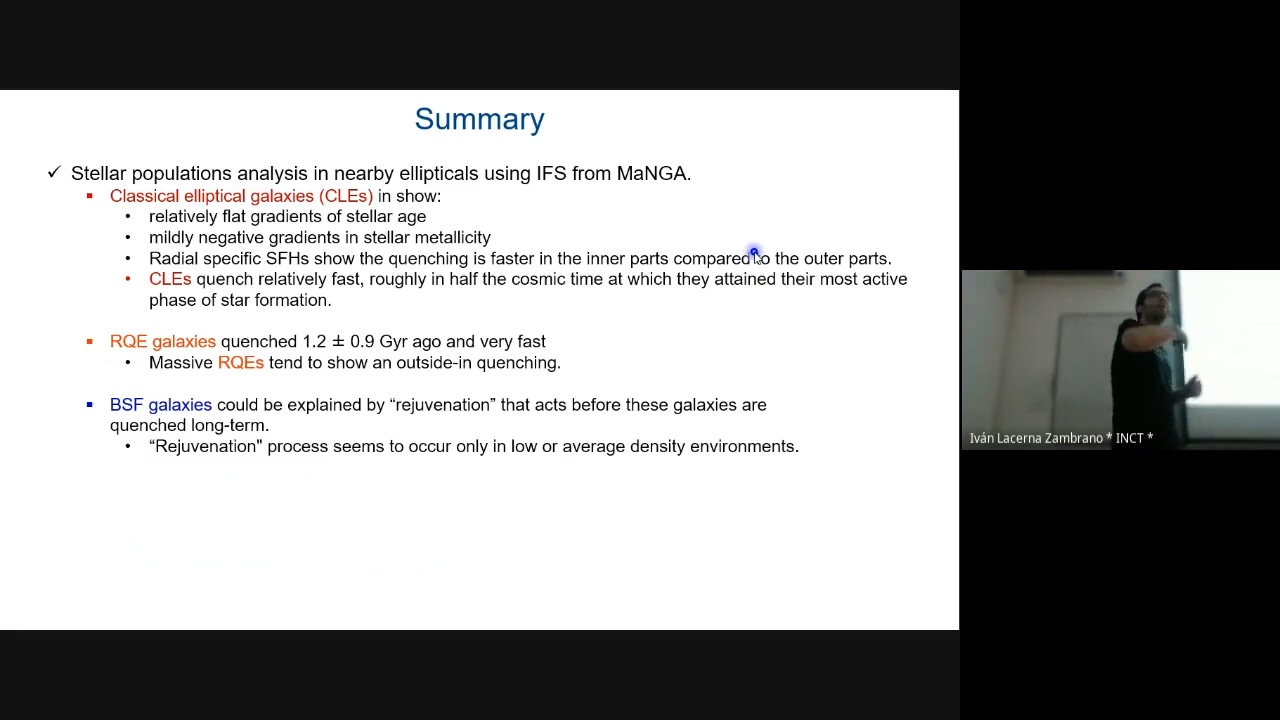 Summary
✓ Stellar populations analysis in nearby ellipticals using IFS from MaNGA.
▪ Classical elliptical galaxies (CLEs) in show:
• relatively flat gradients of stellar age
• mildly negative gradients in stellar metallicity
• Radial specific SFHs show the quenching is faster in the inner parts compared to the outer parts.
• CLEs quench relatively fast, roughly in half the cosmic time at which they attained their most active
phase of star formation.
▪ RQE galaxies quenched 1.2 ± 0.9 Gyr ago and very fast
• Massive RQEs tend to show an outside-in quenching.
▪ BSF galaxies could be explained by “rejuvenation” that acts before these galaxies are
quenched long-term.
• “Rejuvenation" process seems to occur only in low or average density environments.
Iván Lacerna Zambrano * INCT *